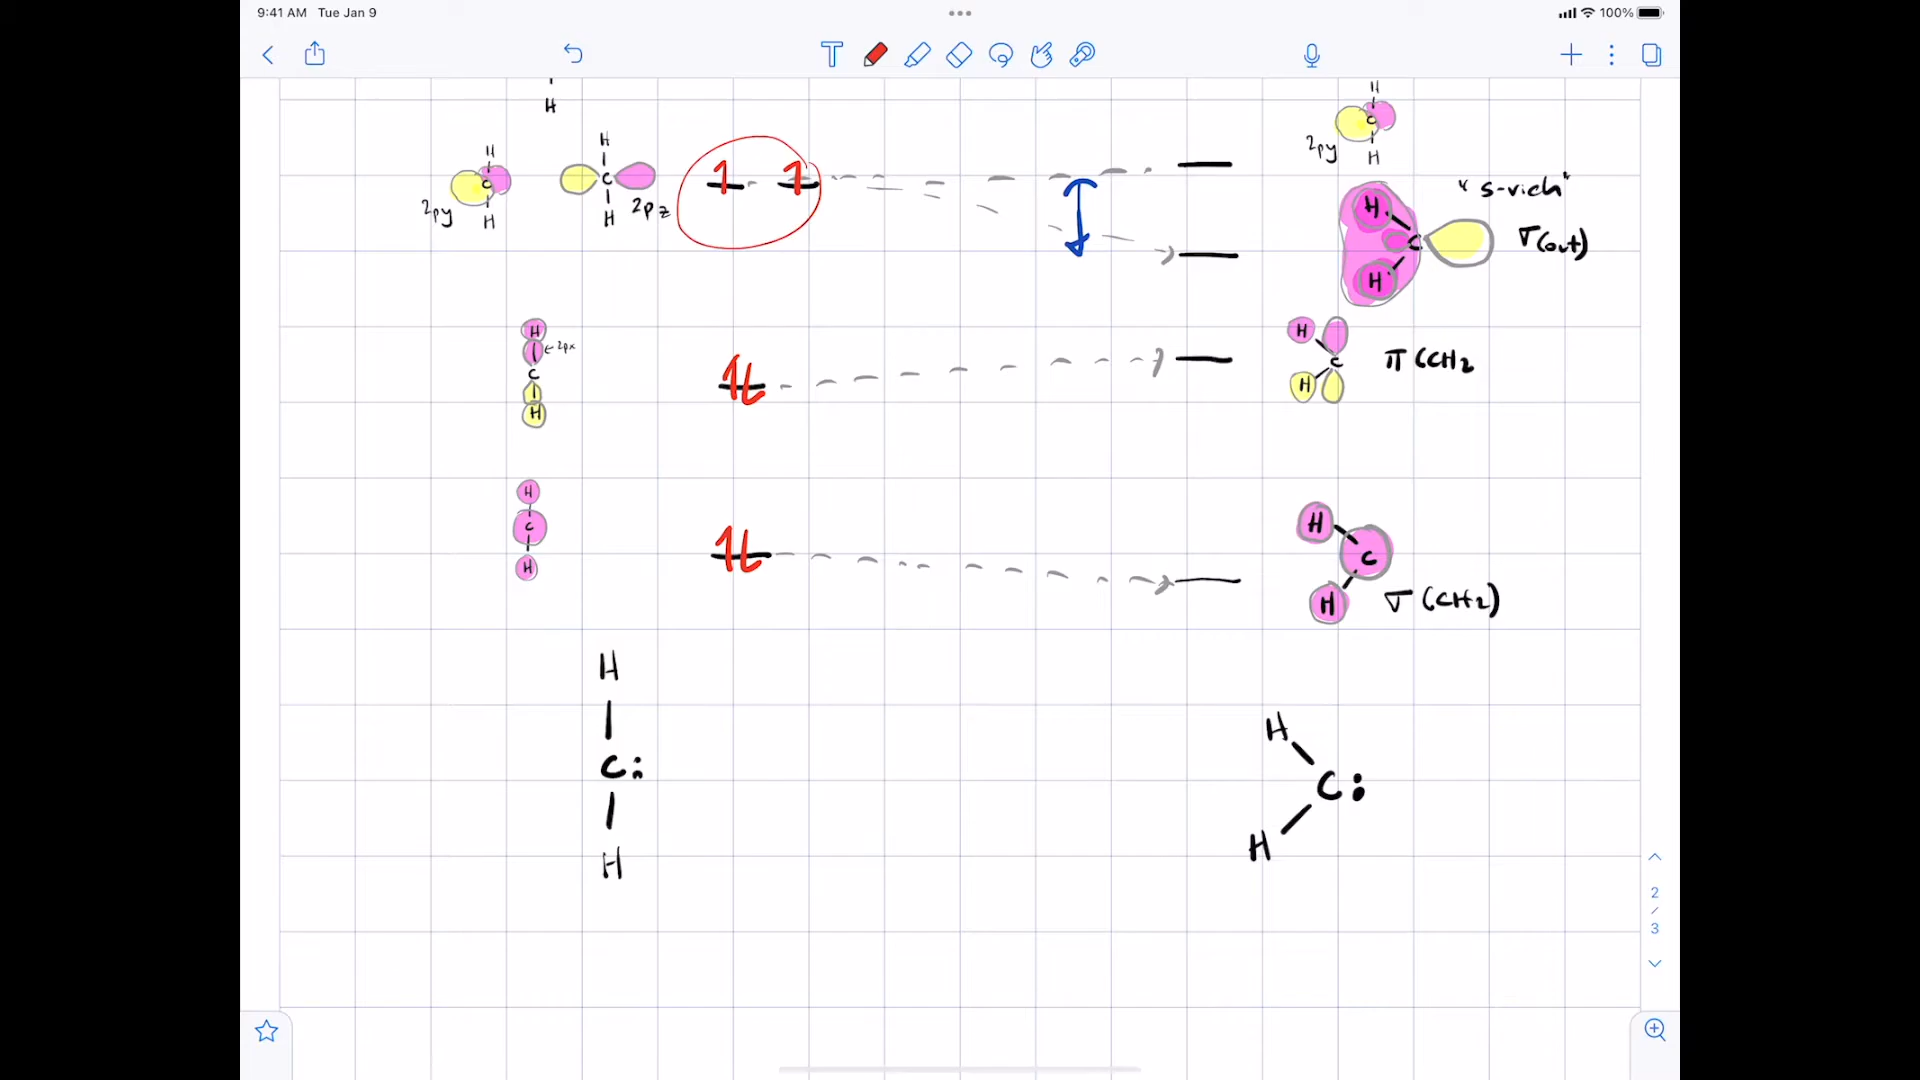 9:41 AM Tue Jan 9
100%
H
H
C
H
2py
H
C
H
2pz
H
C
H
2py
"s-rich"
H
C
H
σ(out)
H
←2px
C
H
H
C
H
π(CH2
H
C
H
H
C
H
σ(CH2)
H
C:
H
H
C:
H
2
/
3